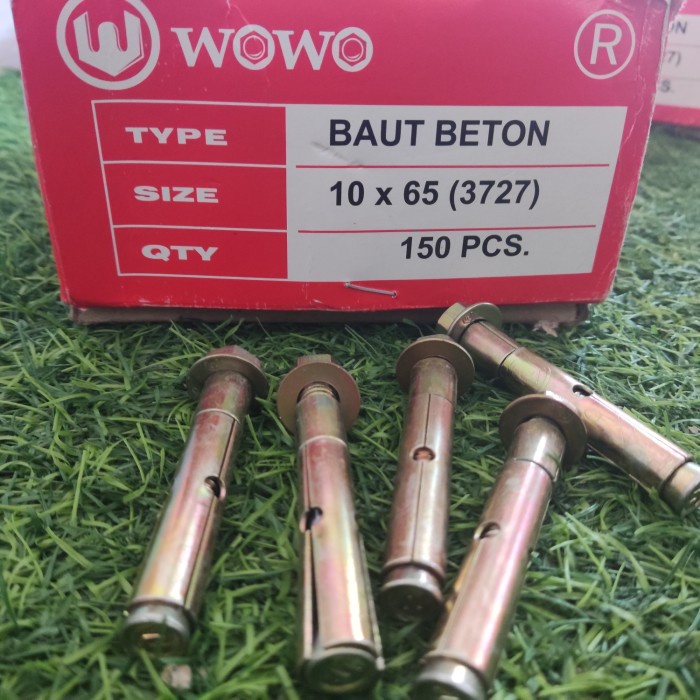 WOWO
R
TYPE BAUT BETON
SIZE 10 x 65 (3727)
QTY 150 PCS.